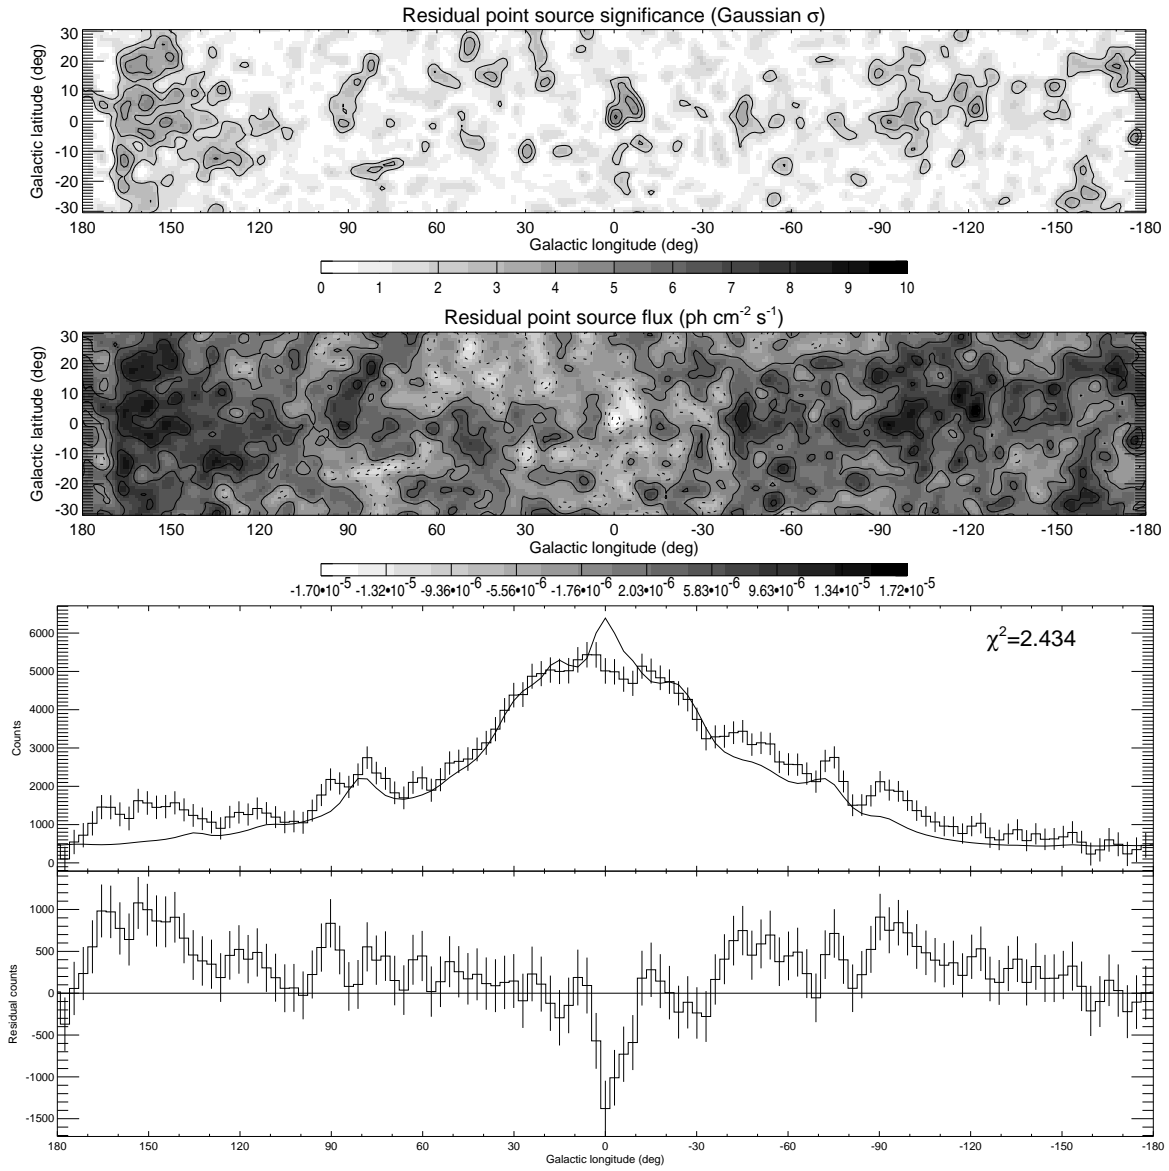 Residual point source significance (Gaussian σ)
Galactic latitude (deg)
30
20
10
0
-10
-20
-30
180 150 120 90 60 30 0 -30 -60 -90 -120 -150 -180
Galactic longitude (deg)
0 1 2 3 4 5 6 7 8 9 10
Residual point source flux (ph cm⁻² s⁻¹)
Galactic latitude (deg)
30
20
10
0
-10
-20
-30
180 150 120 90 60 30 0 -30 -60 -90 -120 -150 -180
Galactic longitude (deg)
-1.70•10⁻⁵ -1.32•10⁻⁵ -9.36•10⁻⁶ -5.56•10⁻⁶ -1.76•10⁻⁶ 2.03•10⁻⁶ 5.83•10⁻⁶ 9.63•10⁻⁶ 1.34•10⁻⁵ 1.72•10⁻⁵
χ²=2.434
Counts
6000
5000
4000
3000
2000
1000
0
Residual counts
1000
500
0
-500
-1000
-1500
180 150 120 90 60 30 0 -30 -60 -90 -120 -150 -180
Galactic longitude (deg)